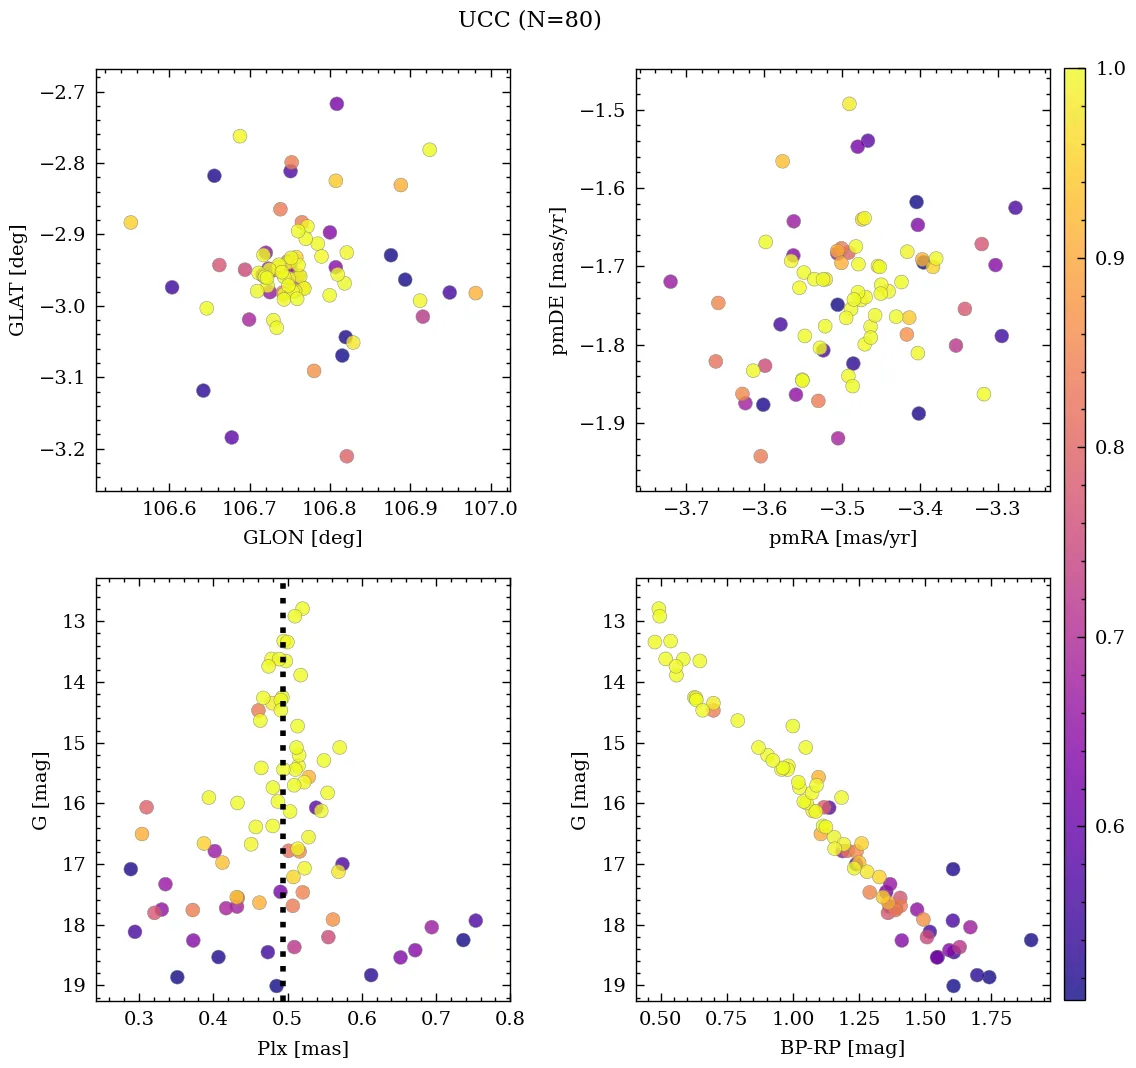 UCC (N=80)
−2.7
−2.8
−2.9
−3.0
−3.1
−3.2
GLAT [deg]
106.6 106.7 106.8 106.9 107.0
GLON [deg]
−1.5
−1.6
−1.7
−1.8
−1.9
pmDE [mas/yr]
−3.7 −3.6 −3.5 −3.4 −3.3
pmRA [mas/yr]
13
14
15
16
17
18
19
G [mag]
0.3 0.4 0.5 0.6 0.7 0.8
Plx [mas]
13
14
15
16
17
18
19
G [mag]
0.50 0.75 1.00 1.25 1.50 1.75
BP-RP [mag]
1.0
0.9
0.8
0.7
0.6